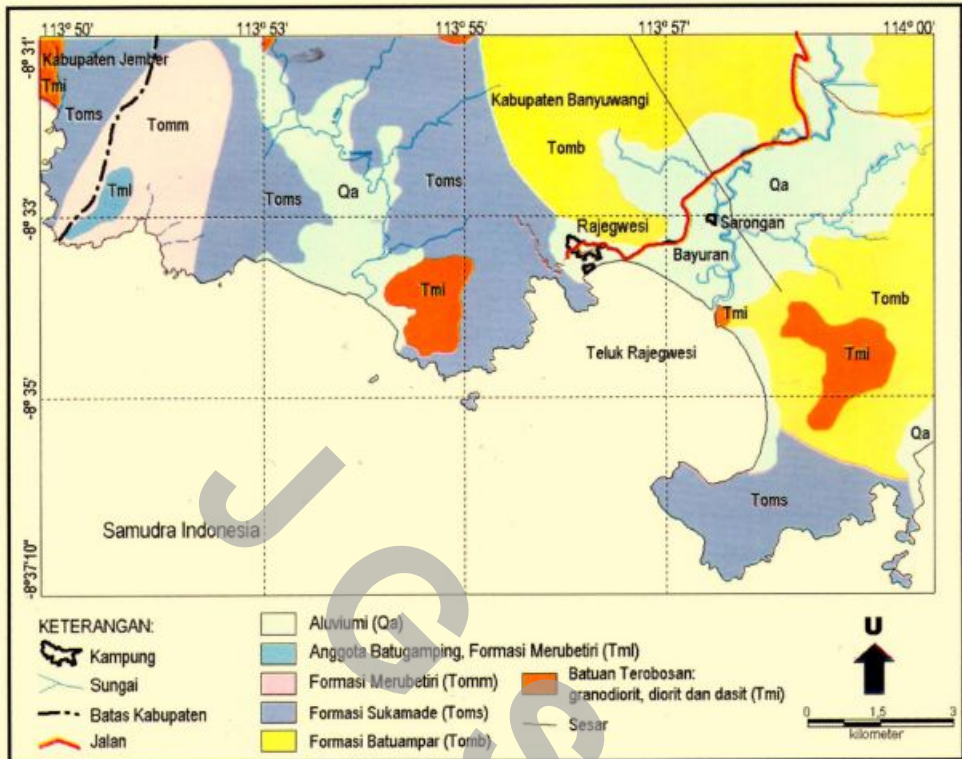 113° 50'
113° 53'
113° 55'
113° 57'
114° 00'
-8° 31'
-8° 33'
-8° 35'
-8° 37'10"
Kabupaten Jember
Tmi
Toms
Tomm
Tml
Kabupaten Banyuwangi
Tomb
Qa
Toms
Toms
Qa
Rajegwesi
Sarongan
Bayuran
Tmi
Tmi
Tomb
Tmi
Teluk Rajegwesi
Qa
Toms
Samudra Indonesia
J G S
KETERANGAN:
Kampung
Sungai
Batas Kabupaten
Jalan
Aluviumi (Qa)
Anggota Batugamping, Formasi Merubetiri (Tml)
Formasi Merubetiri (Tomm)
Formasi Sukamade (Toms)
Formasi Batuampar (Tomb)
Batuan Terobosan:
granodiorit, diorit dan dasit (Tmi)
Sesar
U
0 1,5 3
kilometer